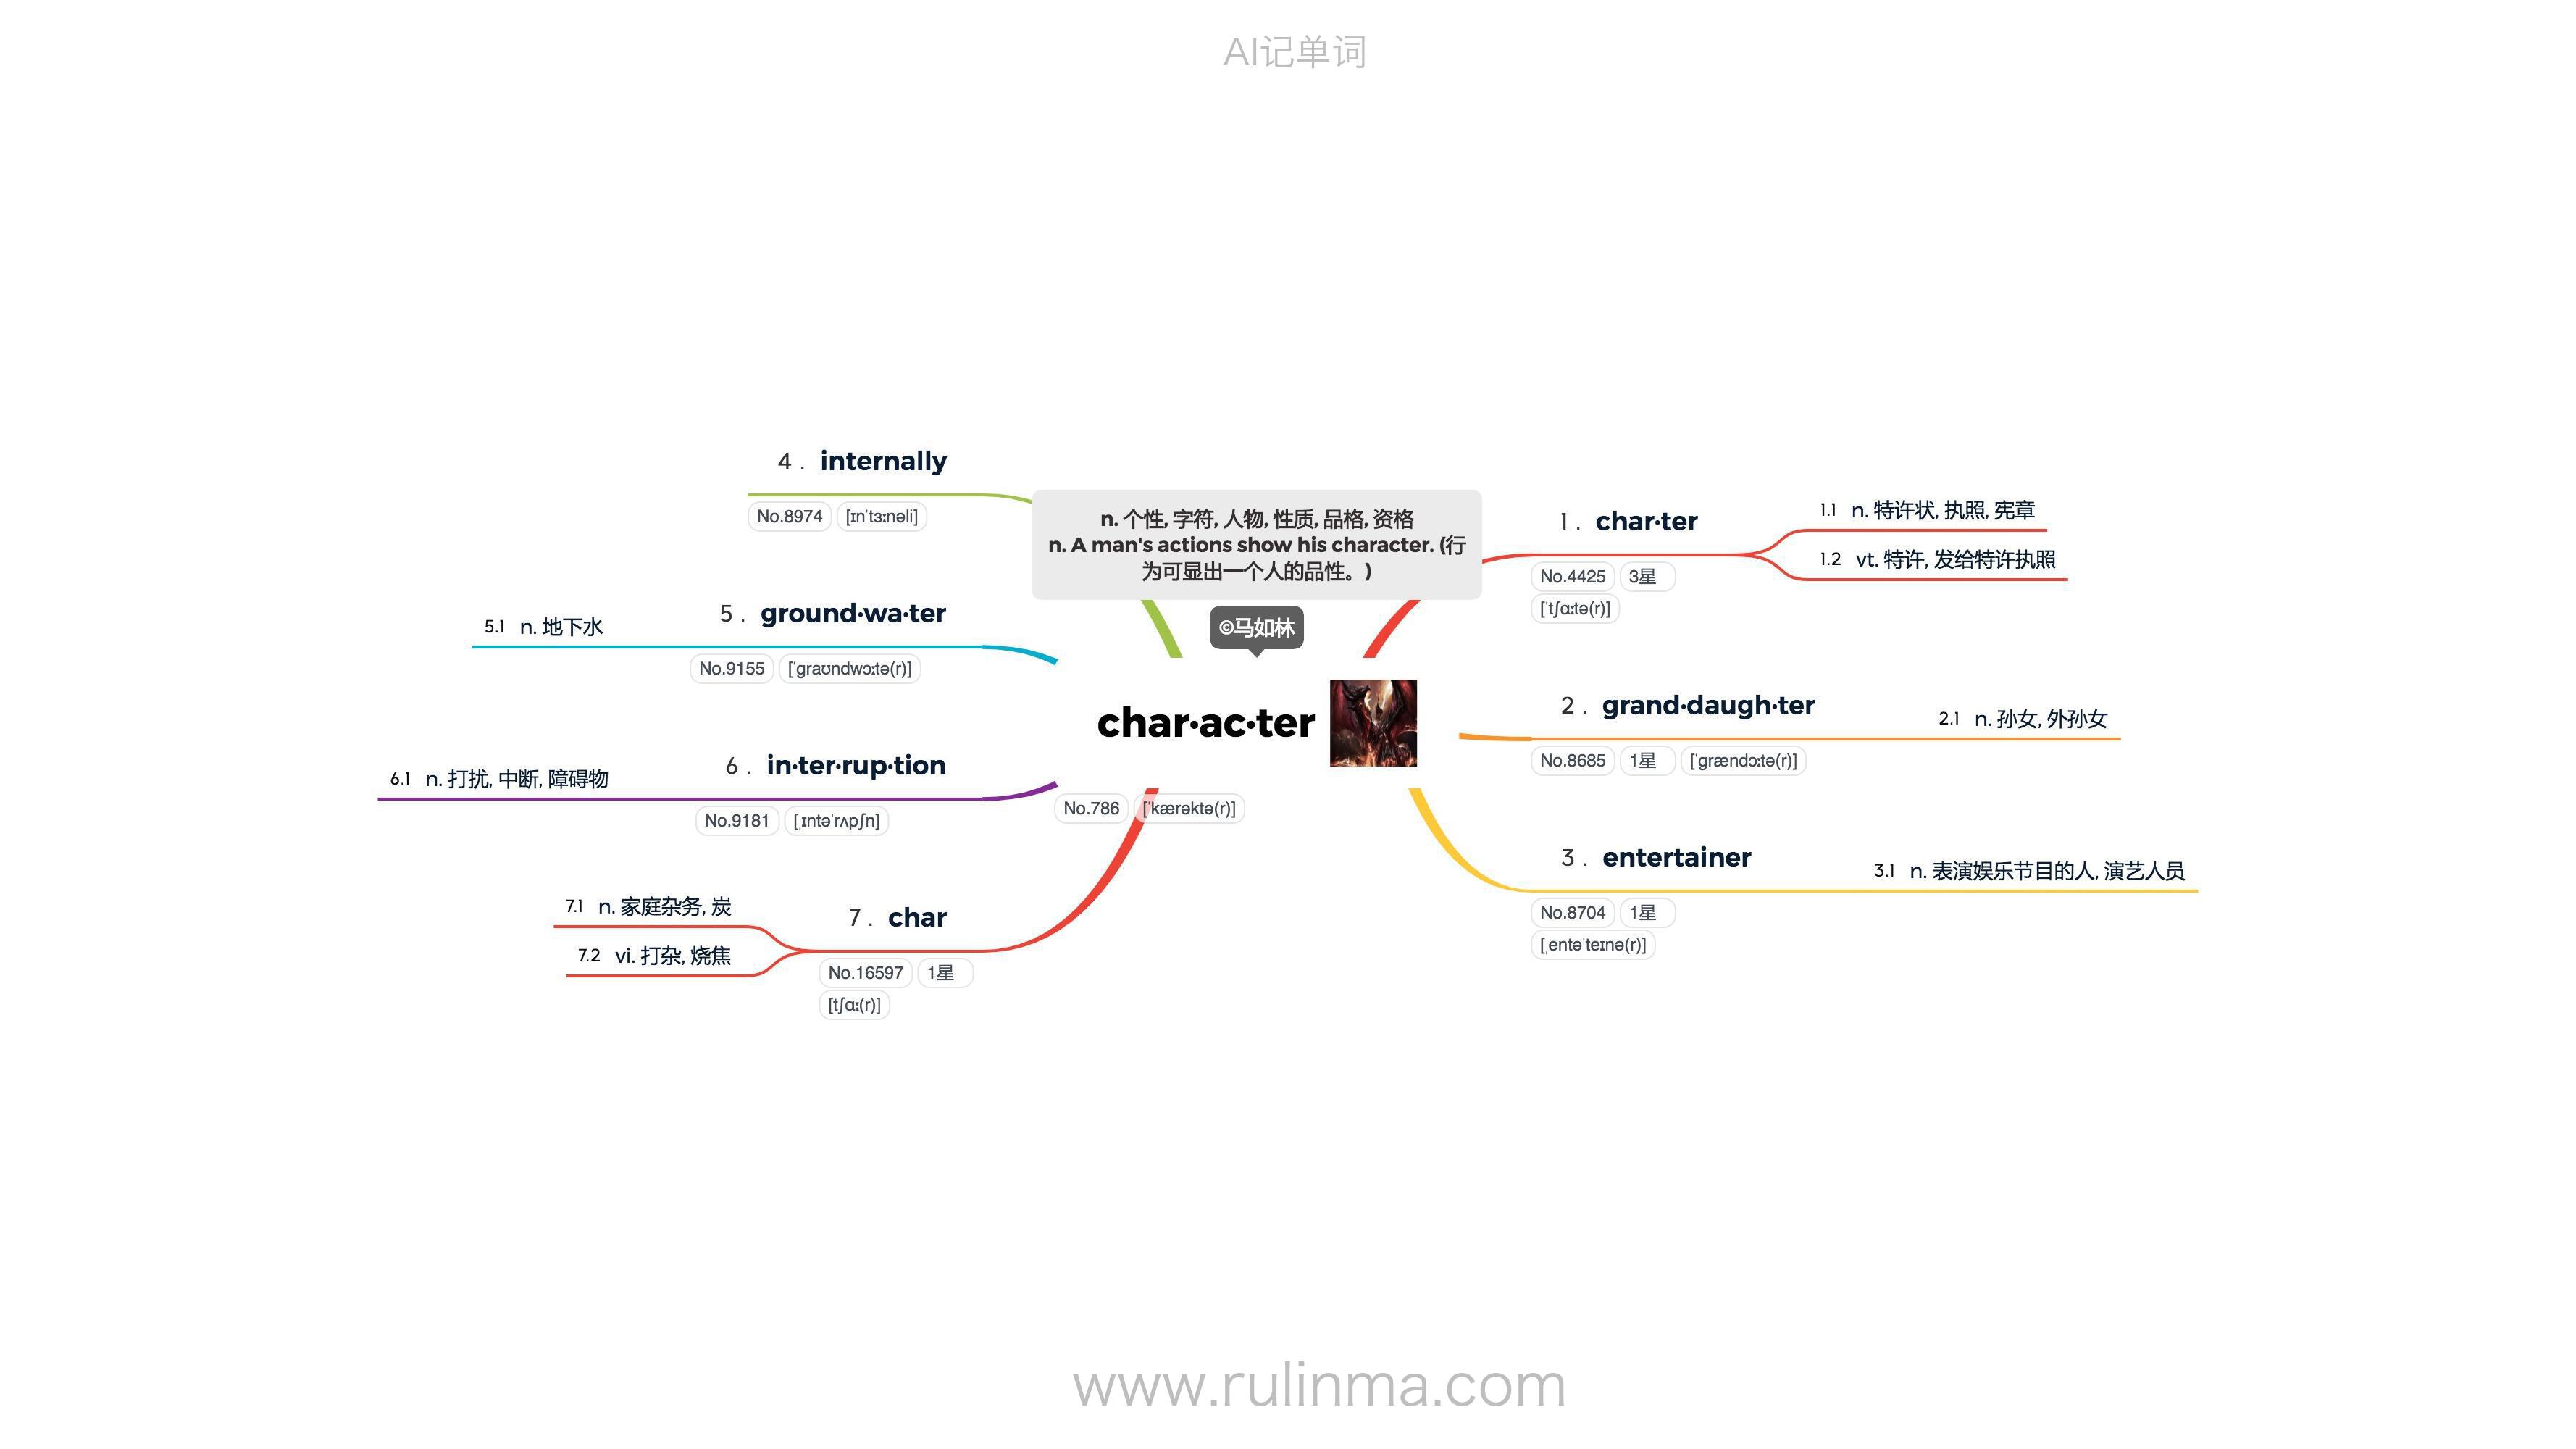 AI记单词
n. 个性, 字符, 人物, 性质, 品格, 资格
n. A man's actions show his character. (行
为可显出一个人的品性。)
©马如林
char·ac·ter
No.786 [ˈkærəktə(r)]
1 . char·ter
No.4425 3星
[ˈtʃɑːtə(r)]
1.1 n. 特许状, 执照, 宪章
1.2 vt. 特许, 发给特许执照
2 . grand·daugh·ter
No.8685 1星 [ˈɡrændɔːtə(r)]
2.1 n. 孙女, 外孙女
3 . entertainer
No.8704 1星
[ˌentəˈteɪnə(r)]
3.1 n. 表演娱乐节目的人, 演艺人员
4 . internally
No.8974 [ɪnˈtɜːnəli]
5 . ground·wa·ter
No.9155 [ˈɡraʊndwɔːtə(r)]
5.1 n. 地下水
6 . in·ter·rup·tion
No.9181 [ˌɪntəˈrʌpʃn]
6.1 n. 打扰, 中断, 障碍物
7 . char
No.16597 1星
[tʃɑː(r)]
7.1 n. 家庭杂务, 炭
7.2 vi. 打杂, 烧焦
www.rulinma.com